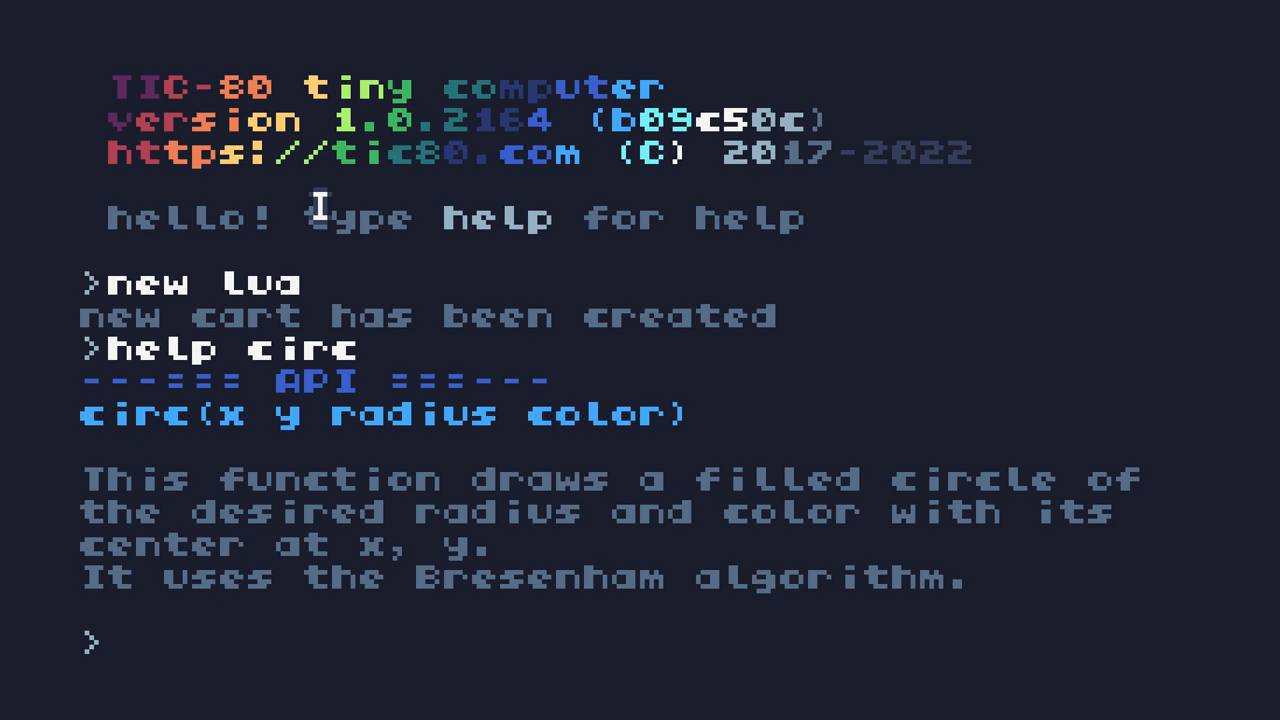 TIC-80 tiny computer
version 1.0.2164 (b09c50c)
https://tic80.com (C) 2017-2022
hello! type help for help
>new lua
new cart has been created
>help circ
---=== API ===---
circ(x y radius color)
This function draws a filled circle of
the desired radius and color with its
center at x, y.
It uses the Bresenham algorithm.
>